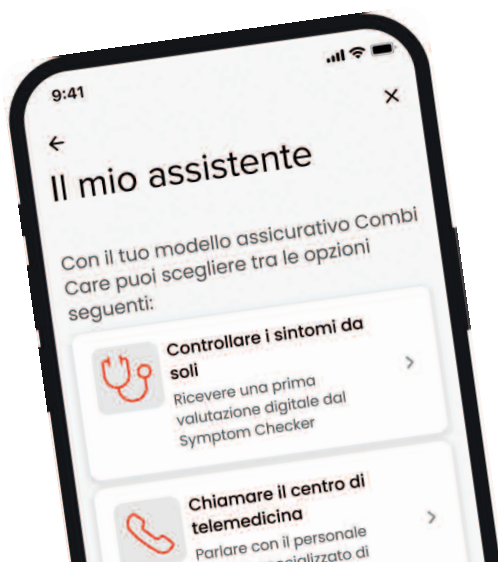 9:41
Il mio assistente
Con il tuo modello assicurativo Combi
Care puoi scegliere tra le opzioni
seguenti:
Controllare i sintomi da
soli
Ricevere una prima
valutazione digitale dal
Symptom Checker
Chiamare il centro di
telemedicina
Parlare con il personale
di